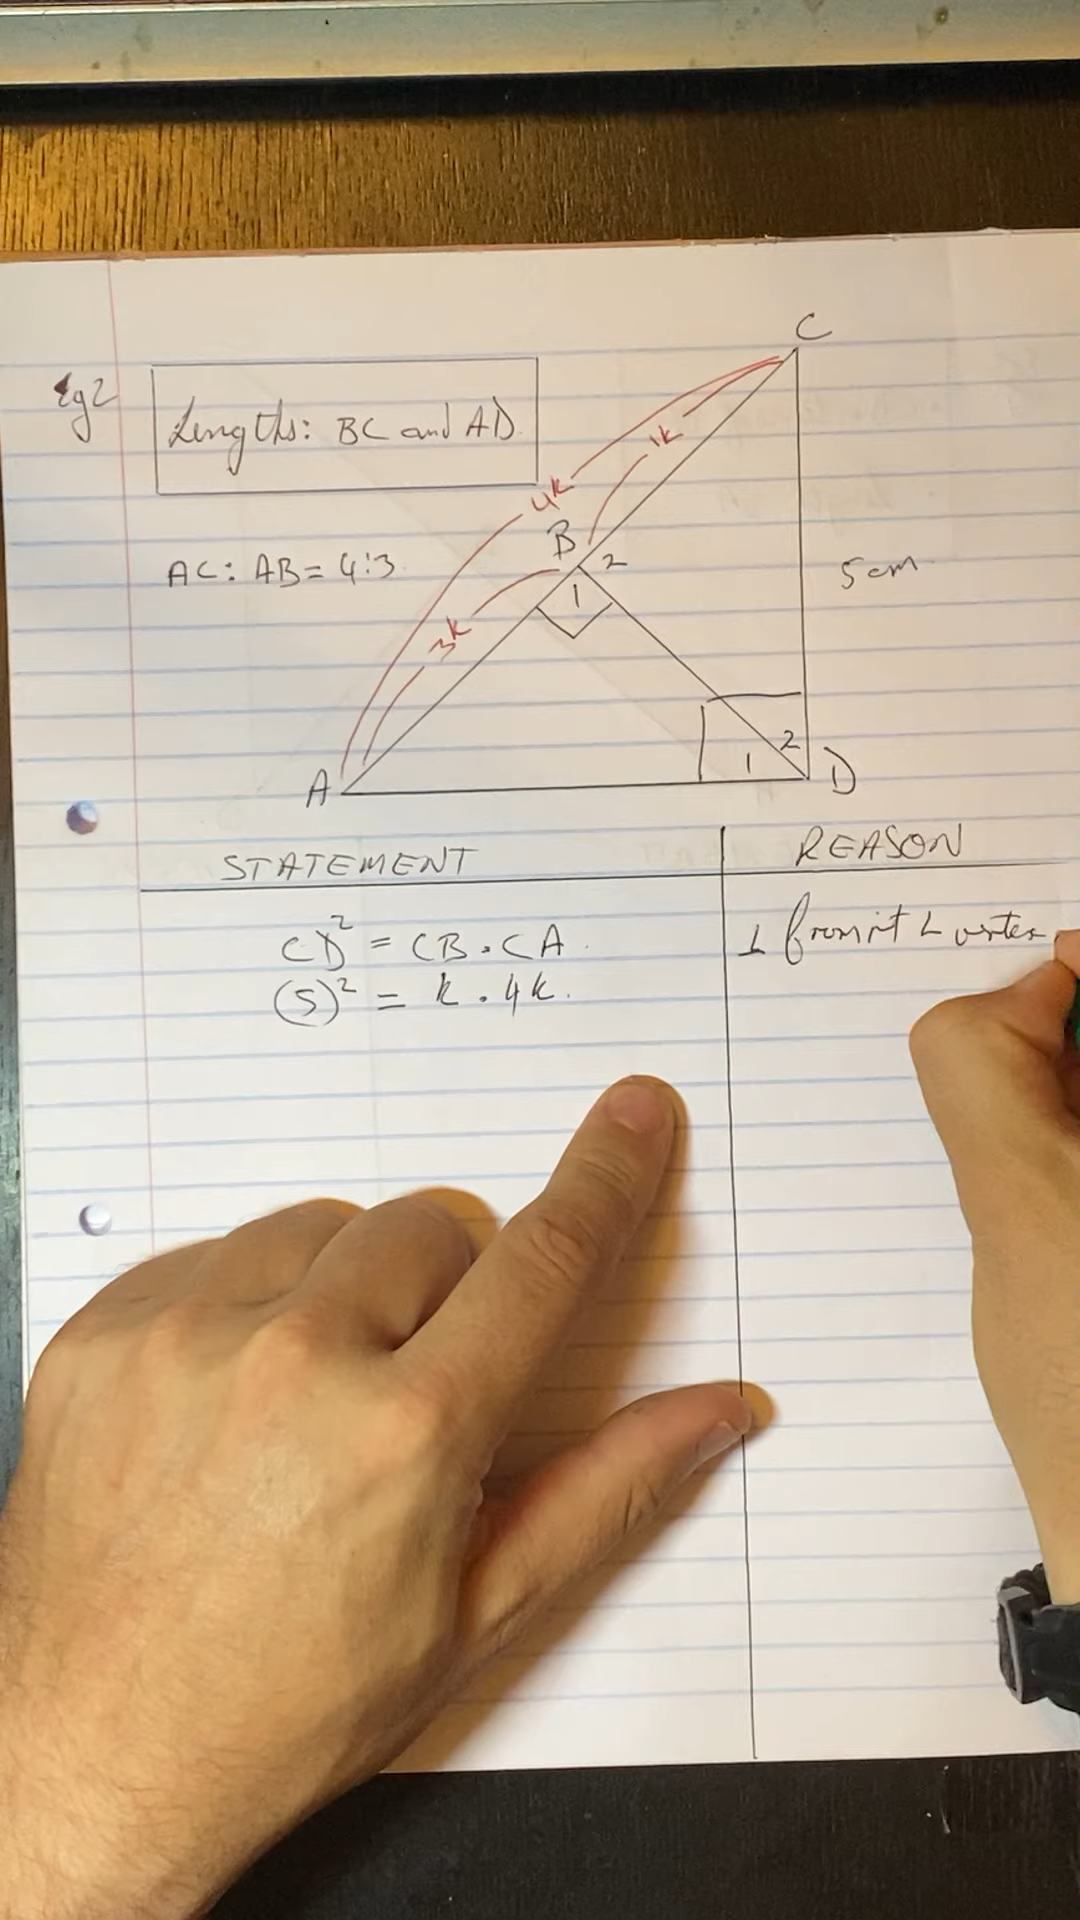 Eg2
Lengths: BC and AD
AC: AB = 4:3
C
4k
1k
B
2
1
3k
5cm
2
1
A
D
STATEMENT
REASON
CD² = CB . CA
⊥ from rt ∠ vertex
(5)² = k . 4k.